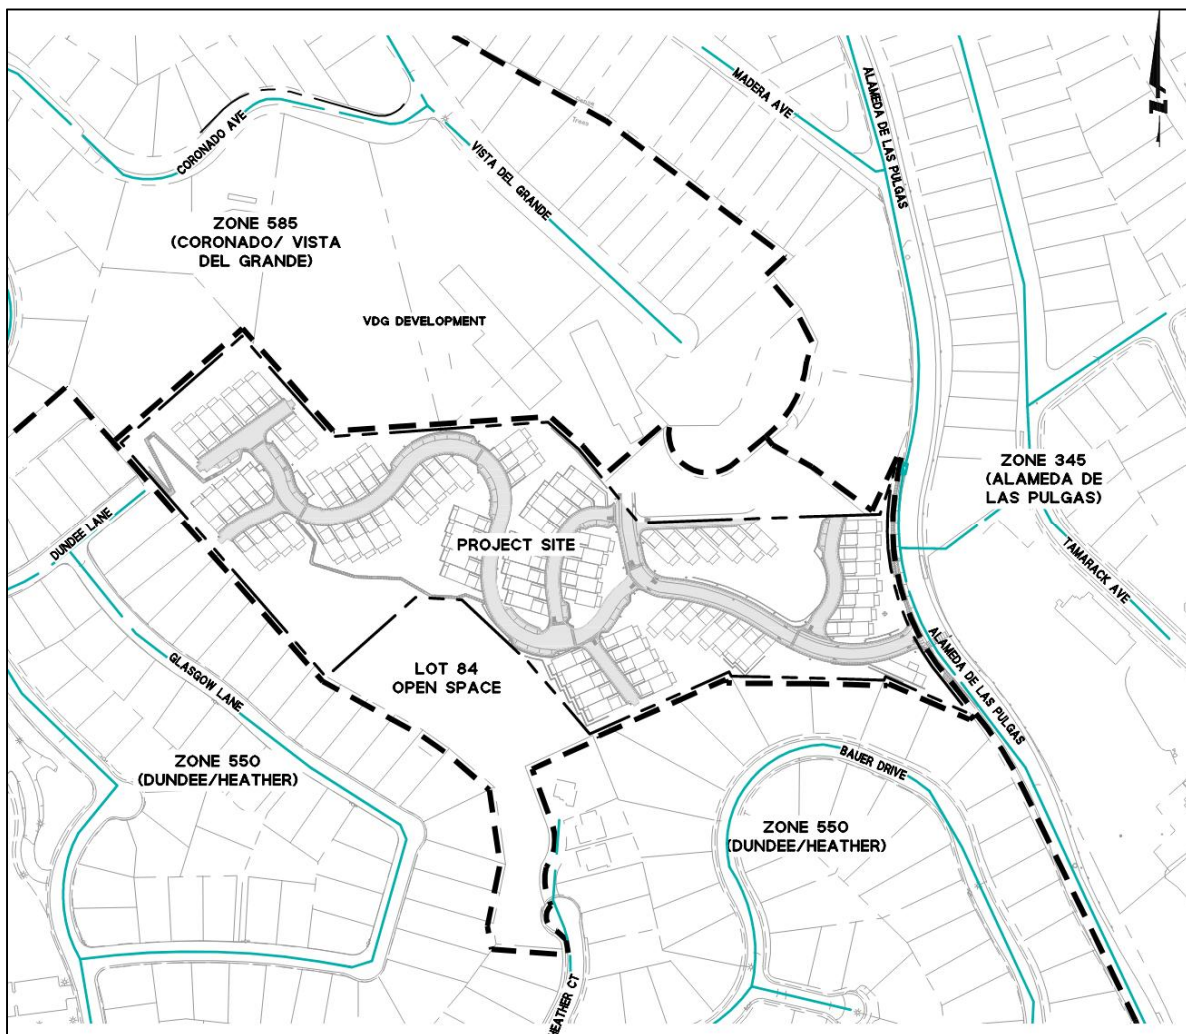 MADERA AVE
ALAMEDA DE LAS PULGAS
CORONADO AVE
VISTA DEL GRANDE
ZONE 585
(CORONADO/ VISTA
DEL GRANDE)
VDG DEVELOPMENT
ZONE 345
(ALAMEDA DE
LAS PULGAS)
DUNDEE LANE
PROJECT SITE
TAMARACK AVE
LOT 84
OPEN SPACE
GLASGOW LANE
ALAMEDA DE LAS PULGAS
ZONE 550
(DUNDEE/HEATHER)
BAUER DRIVE
ZONE 550
(DUNDEE/HEATHER)
HEATHER CT